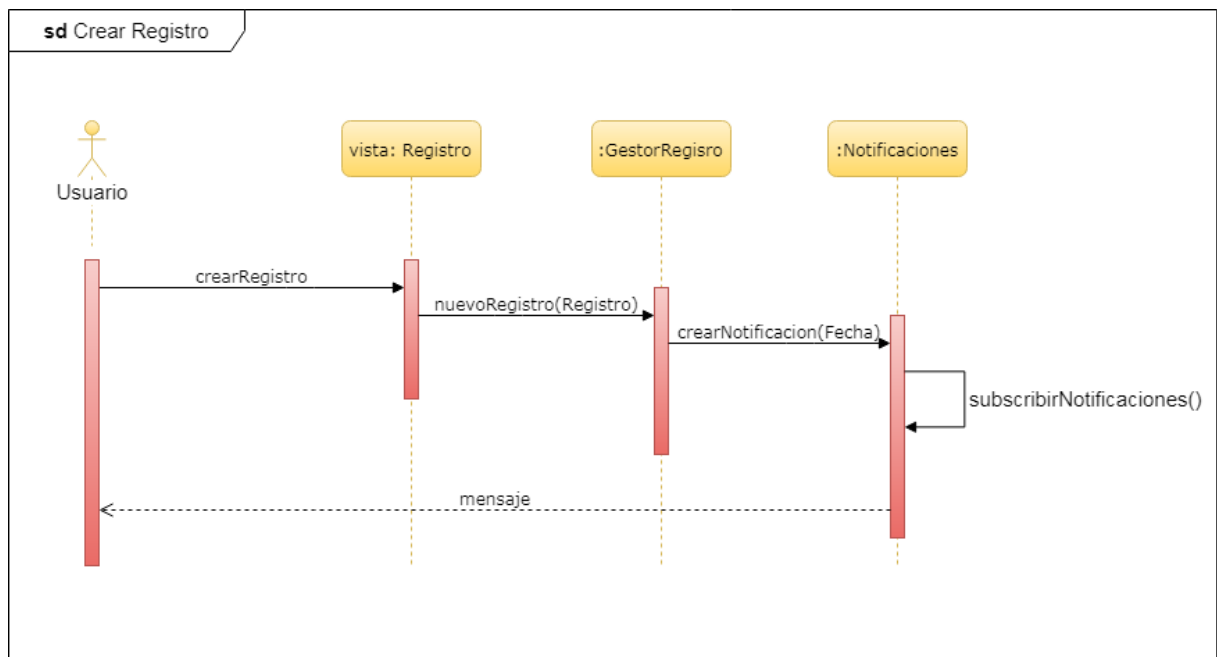 sd Crear Registro
Usuario
vista: Registro
:GestorRegisro
:Notificaciones
crearRegistro
nuevoRegistro(Registro)
crearNotificacion(Fecha)
subscribirNotificaciones()
mensaje